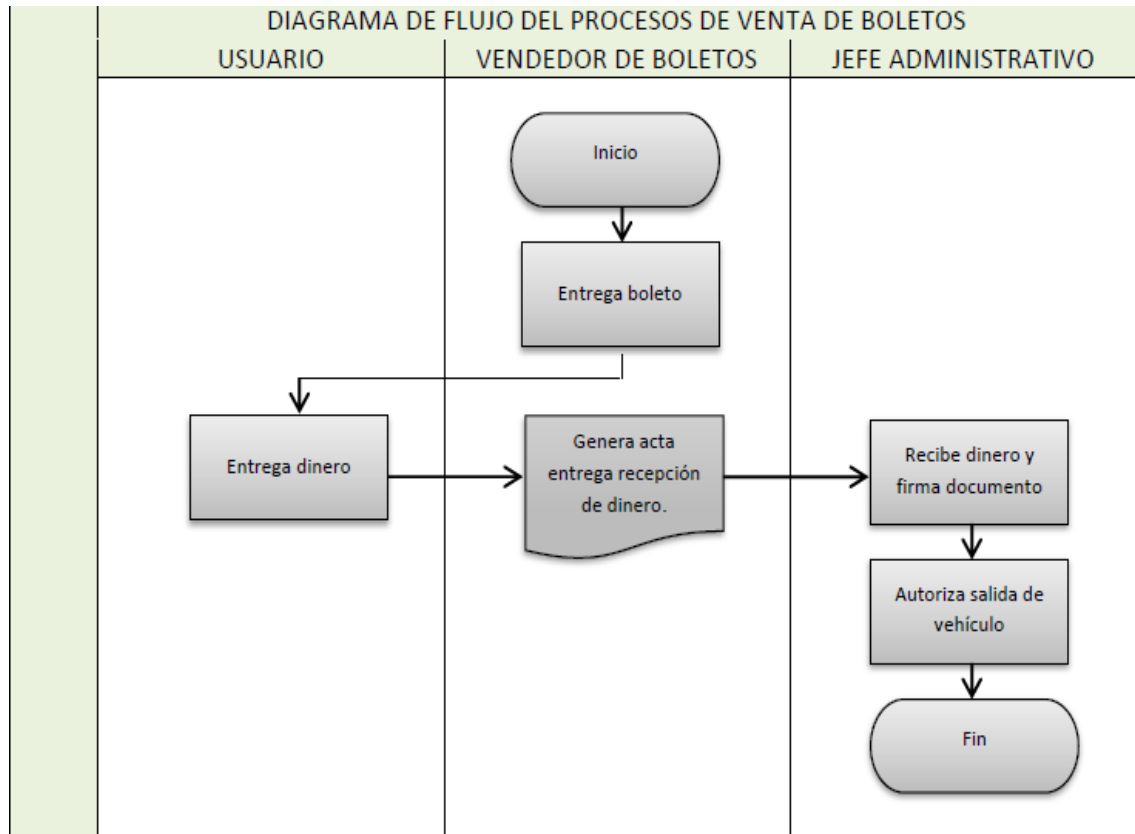 DIAGRAMA DE FLUJO DEL PROCESOS DE VENTA DE BOLETOS
USUARIO
VENDEDOR DE BOLETOS
JEFE ADMINISTRATIVO
Inicio
Entrega boleto
Entrega dinero
Genera acta
entrega recepción
de dinero.
Recibe dinero y
firma documento
Autoriza salida de
vehículo
Fin